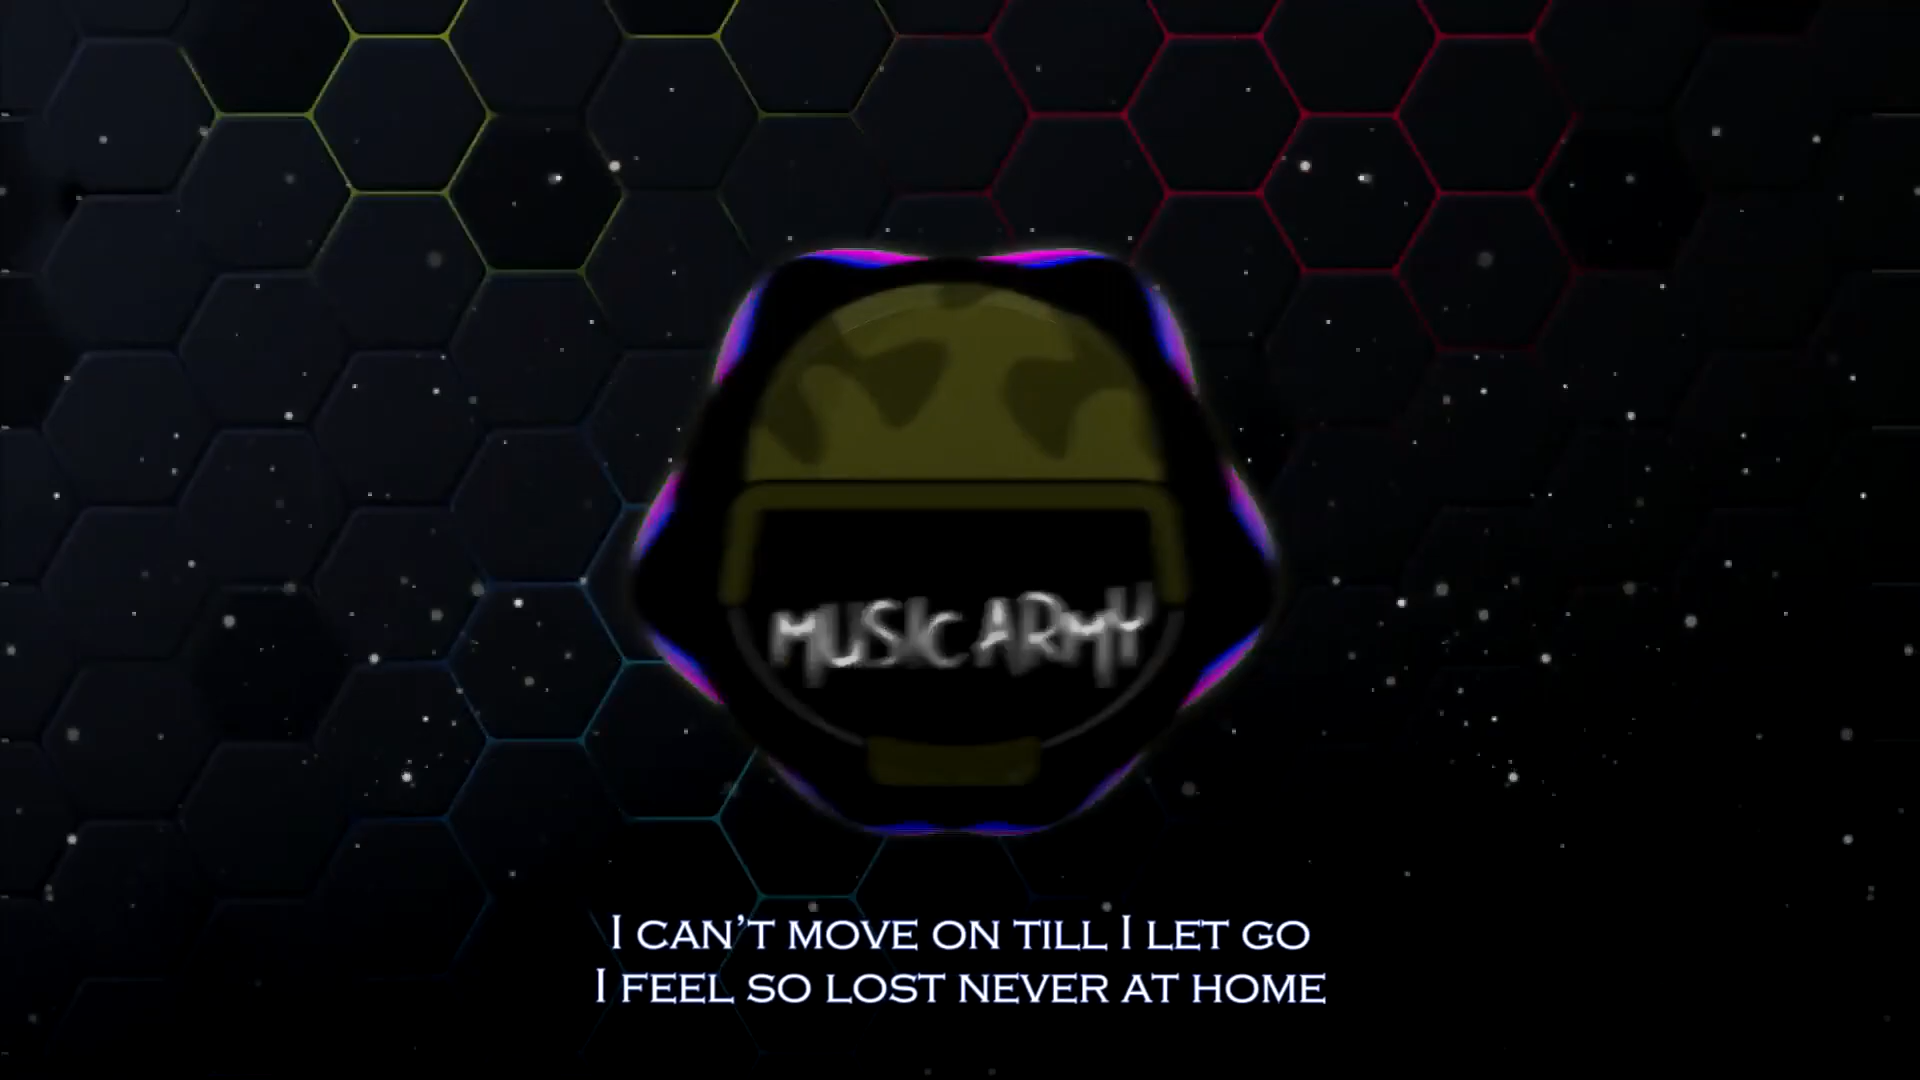 MUSIC ARMY
I CAN'T MOVE ON TILL I LET GO
I FEEL SO LOST NEVER AT HOME